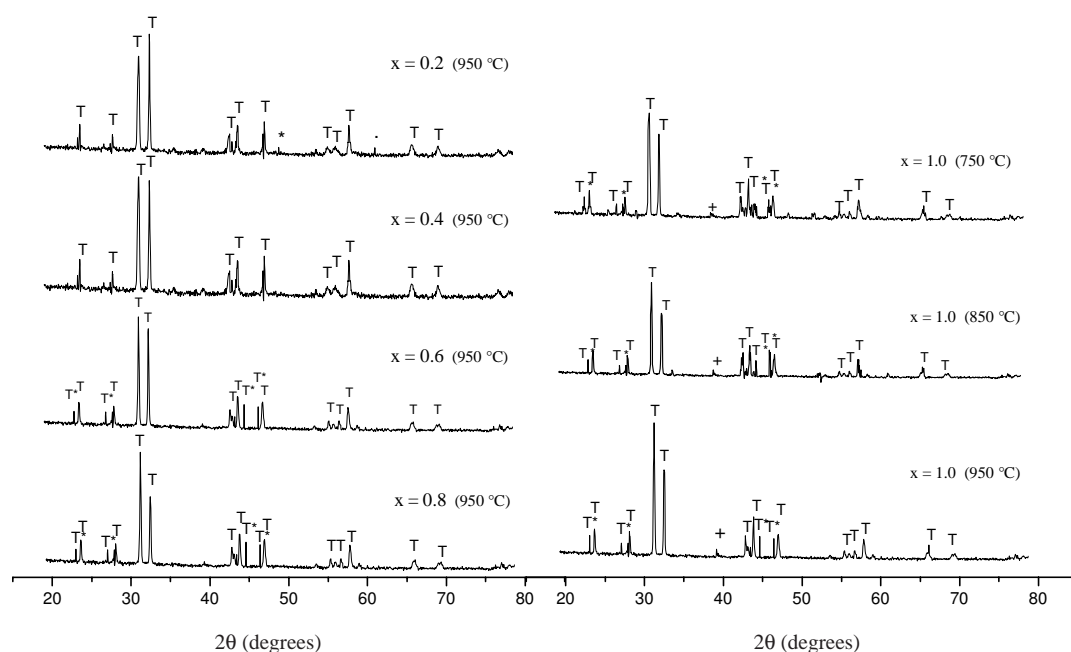 T T
x = 0.2 (950 °C)
T T T T T * T T T . T T
T T
x = 0.4 (950 °C)
T T T T T T T T T T
T T
x = 0.6 (950 °C)
T* T T* T T T T* T* T T T T T T
T T
x = 0.8 (950 °C)
T T * T * T T T T * T T * T T T T T
20 30 40 50 60 70 80
2θ (degrees)
T T
x = 1.0 (750 °C)
T T * T * T + T T T * T T * T T T T T
T T
x = 1.0 (850 °C)
T T * T * T + T T T * * T T T T T T
T T
x = 1.0 (950 °C)
T T * T T * + T T T * T * T T T T T T
20 30 40 50 60 70 80
2θ (degrees)